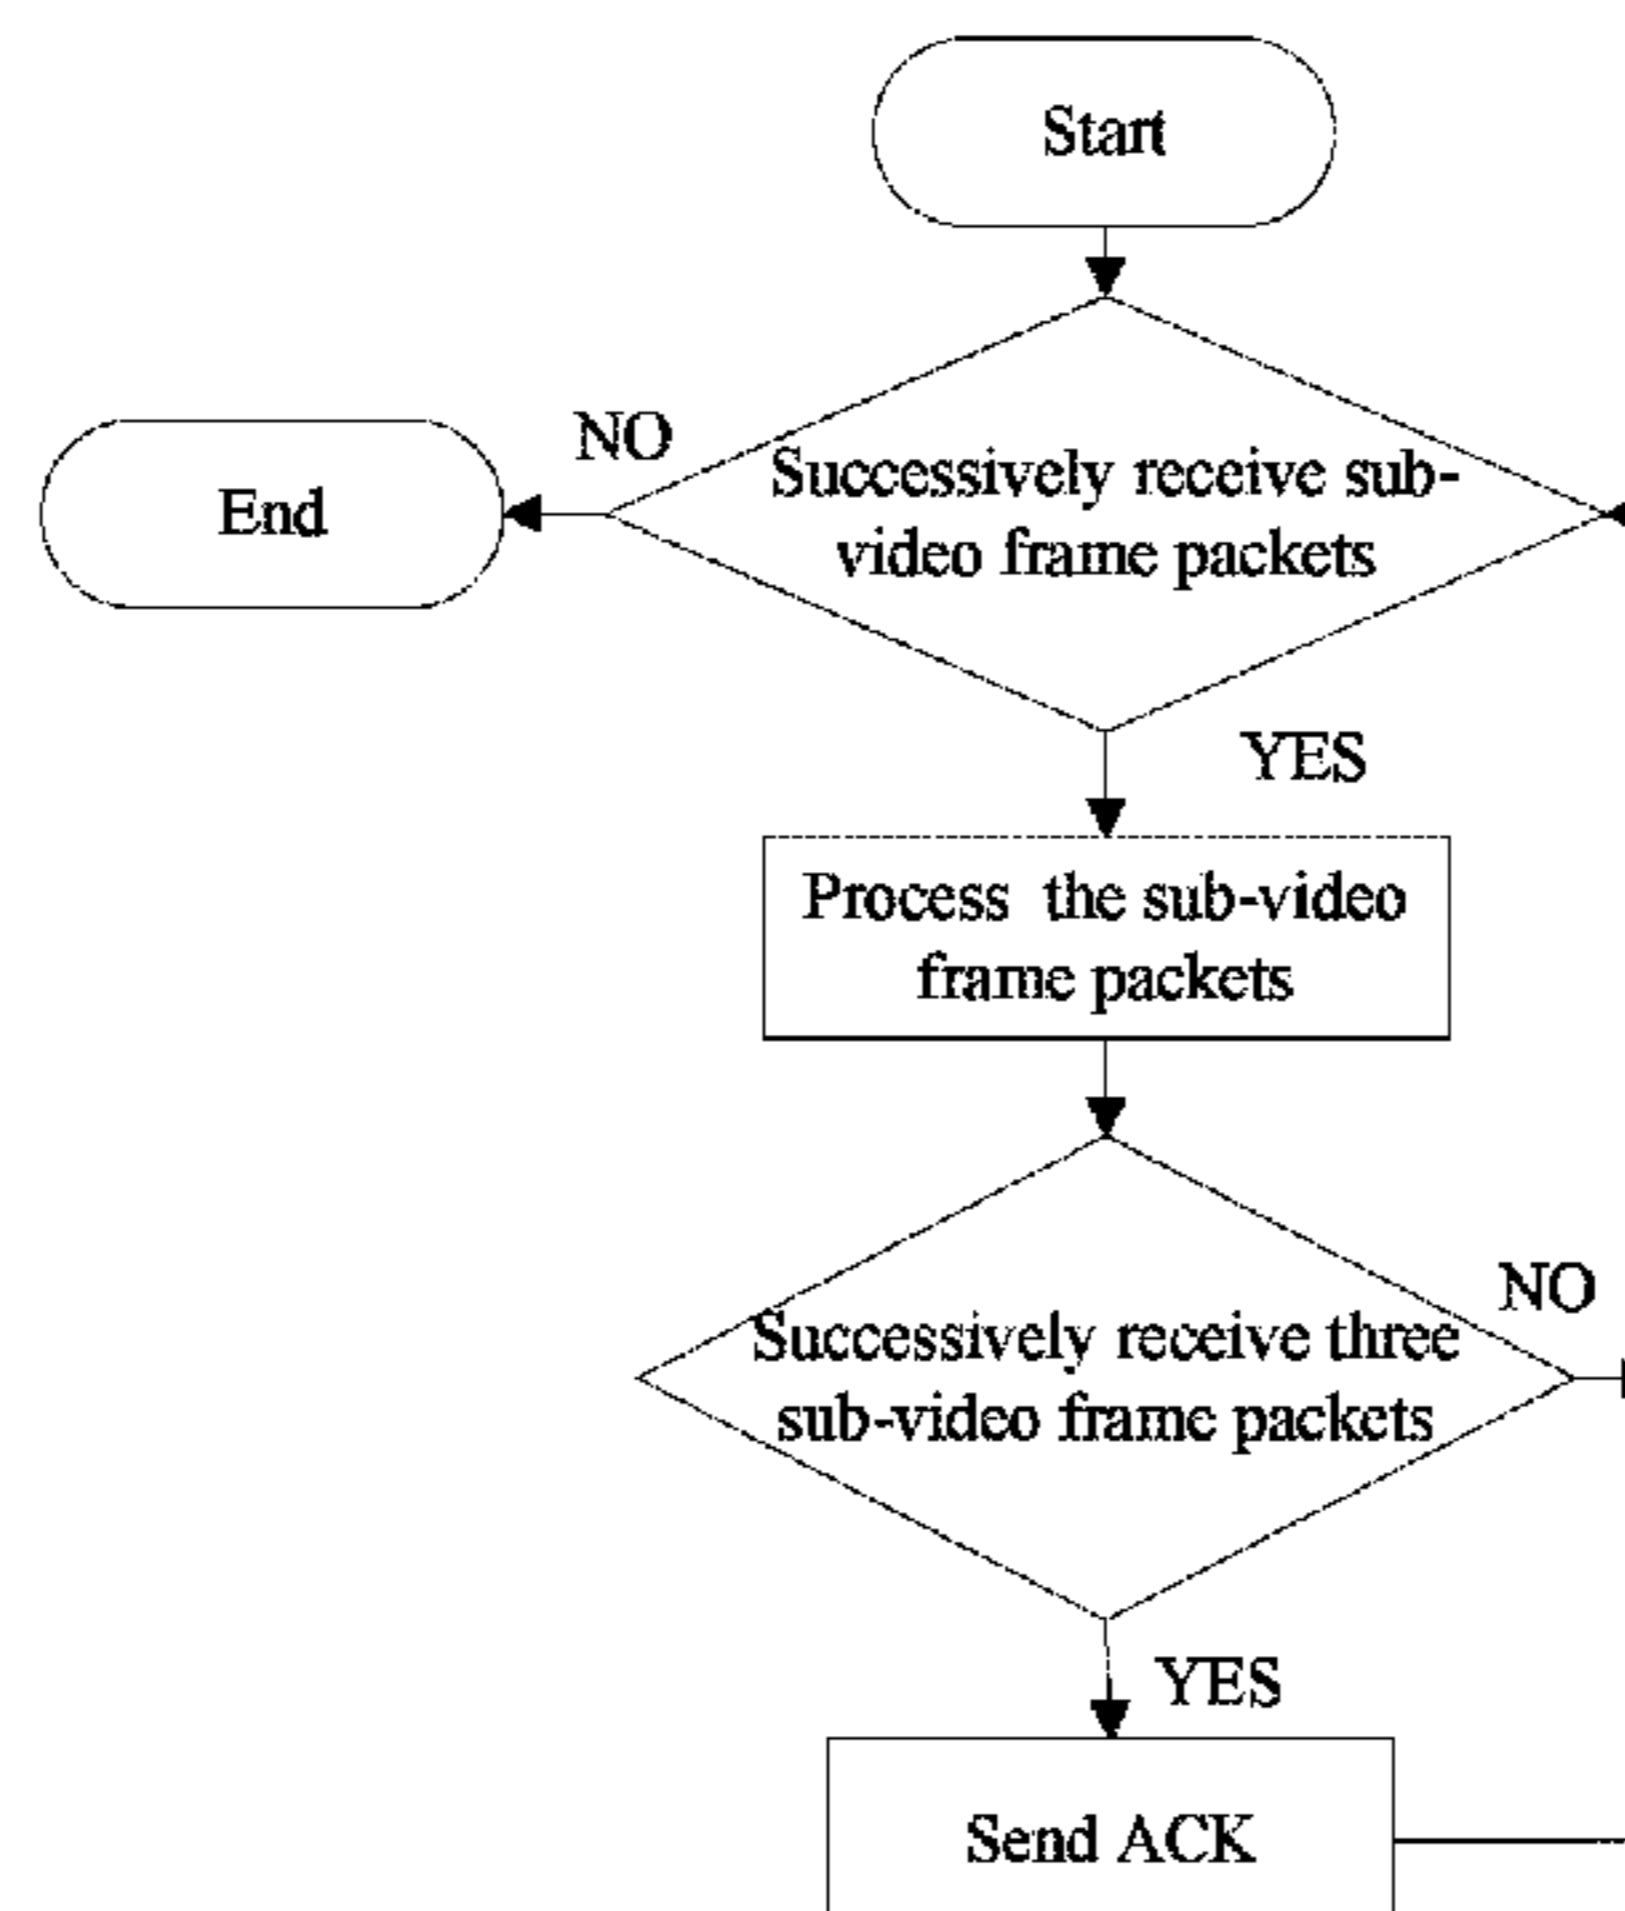 Start
NO
Successively receive sub-
video frame packets
End
YES
Process the sub-video
frame packets
NO
Successively receive three
sub-video frame packets
YES
Send ACK